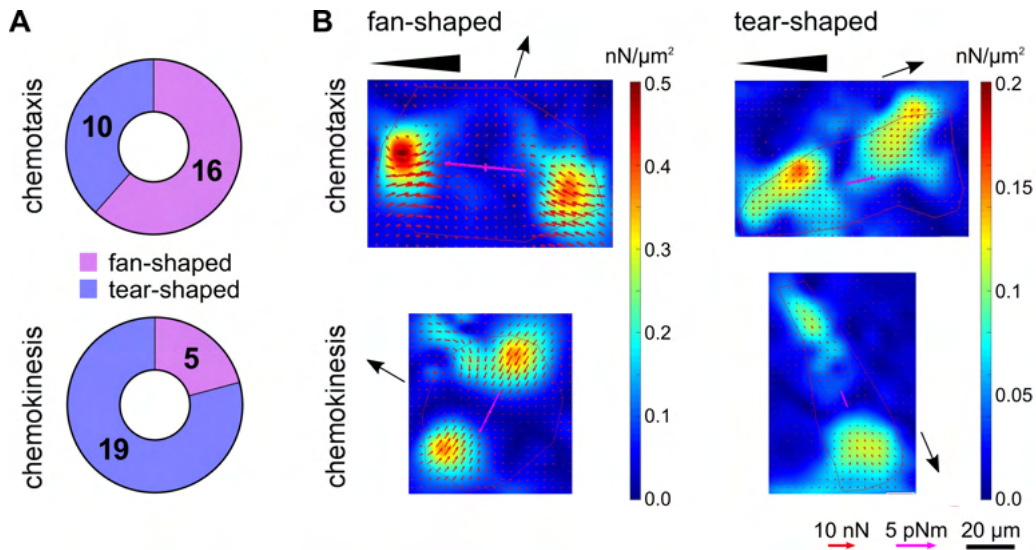 A
B
fan-shaped
tear-shaped
nN/µm²
nN/µm²
chemotaxis
10
16
chemotaxis
0.5
0.4
0.3
0.2
0.1
0.0
0.2
0.15
0.1
0.05
0.0
fan-shaped
tear-shaped
chemokinesis
5
19
chemokinesis
10 nN
5 pNm
20 µm